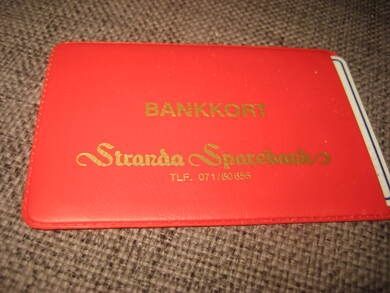 BANKKORT
Stranda Sparebank
TLF. 071/60 655